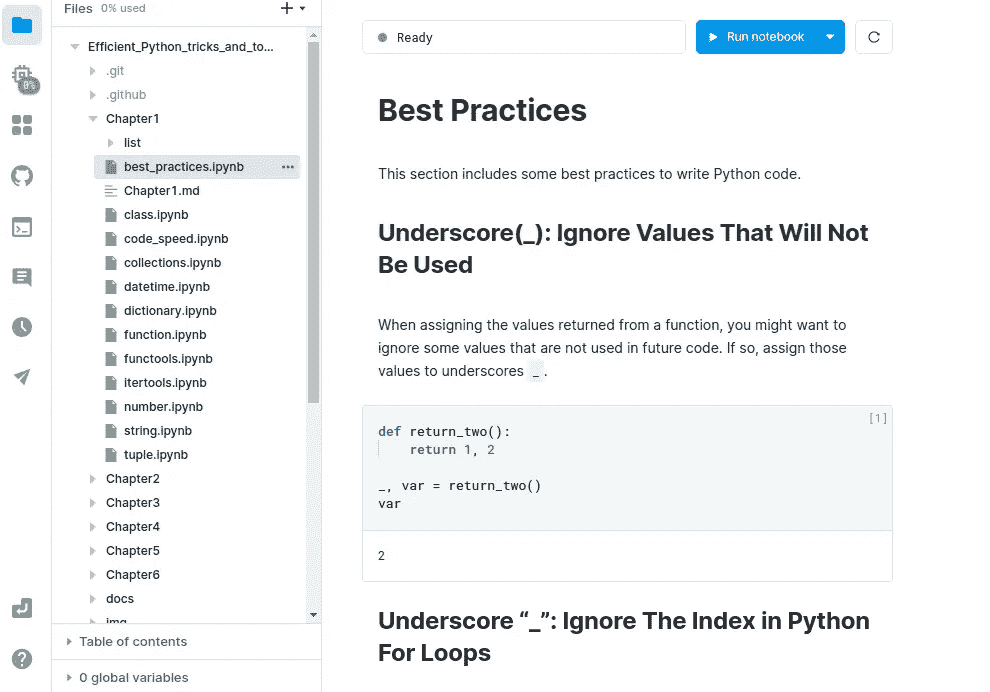 Files 0% used
Efficient_Python_tricks_and_to...
.git
.github
Chapter1
list
best_practices.ipynb
Chapter1.md
class.ipynb
code_speed.ipynb
collections.ipynb
datetime.ipynb
dictionary.ipynb
function.ipynb
functools.ipynb
itertools.ipynb
number.ipynb
string.ipynb
tuple.ipynb
Chapter2
Chapter3
Chapter4
Chapter5
Chapter6
docs
img
Table of contents
0 global variables
0%
Ready
Run notebook
Best Practices
This section includes some best practices to write Python code.
Underscore(_): Ignore Values That Will Not
Be Used
When assigning the values returned from a function, you might want to
ignore some values that are not used in future code. If so, assign those
values to underscores _.
[1]
def return_two():
    return 1, 2
_, var = return_two()
var
2
Underscore “_”: Ignore The Index in Python
For Loops